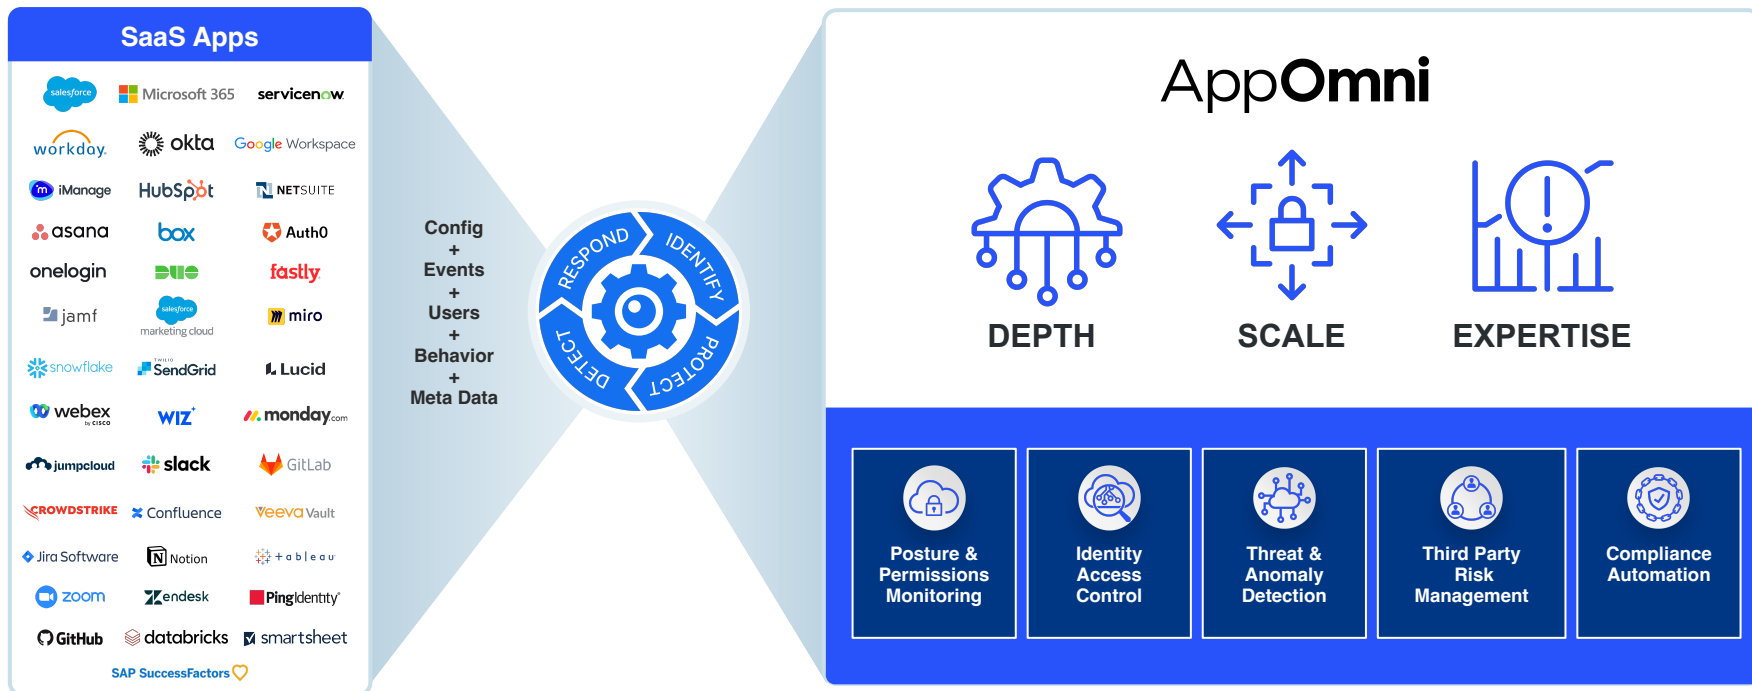 SaaS Apps
salesforce
Microsoft 365
servicenow
workday.
okta
Google Workspace
m
iManage
HubSpot
N
NETSUITE
asana
box
Auth0
onelogin
DUO
fastly
jamf
salesforce
marketing cloud
miro
snowflake
TWILIO
SendGrid
Lucid
webex
by CISCO
WIZ
monday.com
jumpcloud
slack
GitLab
CROWDSTRIKE
Confluence
Veeva Vault
Jira Software
N
Notion
+ a b l e a u
zoom
Zendesk
PingIdentity
GitHub
databricks
smartsheet
SAP SuccessFactors
Config
+
Events
+
Users
+
Behavior
+
Meta Data
RESPOND
IDENTIFY
PROTECT
DETECT
AppOmni
DEPTH
SCALE
EXPERTISE
Posture &
Permissions
Monitoring
Identity
Access
Control
Threat &
Anomaly
Detection
Third Party
Risk
Management
Compliance
Automation